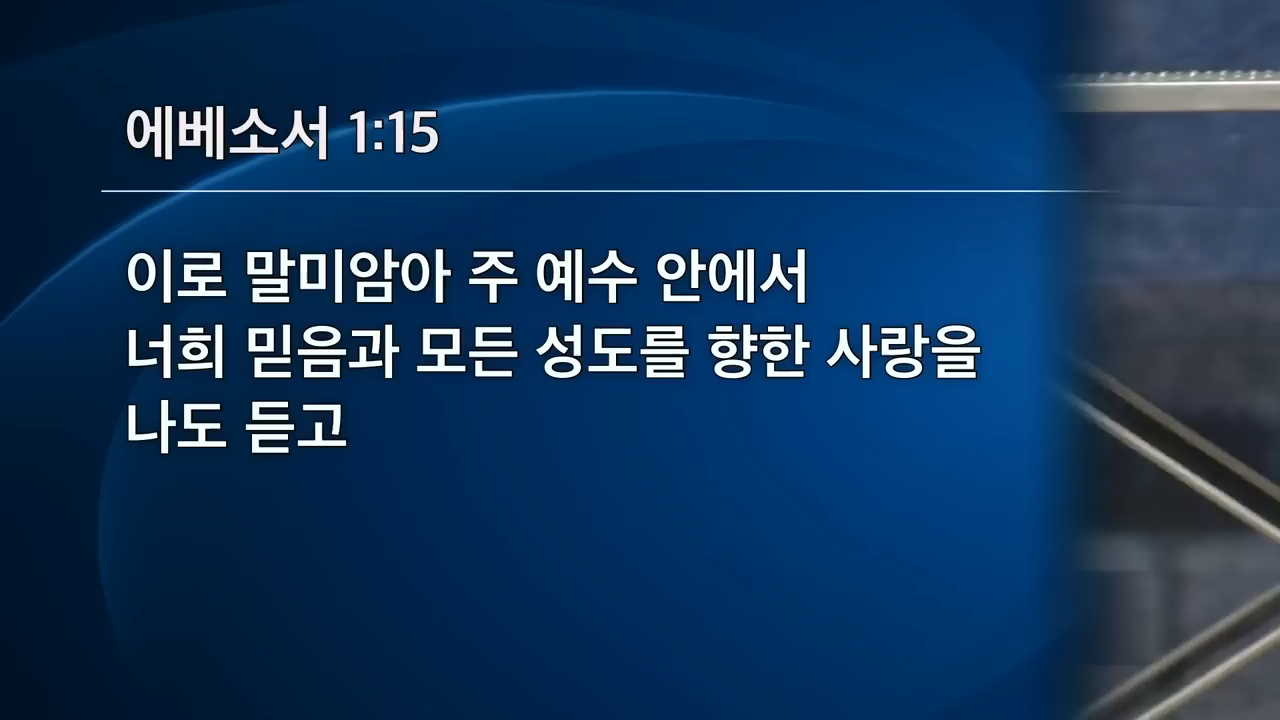 에베소서 1:15
이로 말미암아 주 예수 안에서
너희 믿음과 모든 성도를 향한 사랑을
나도 듣고